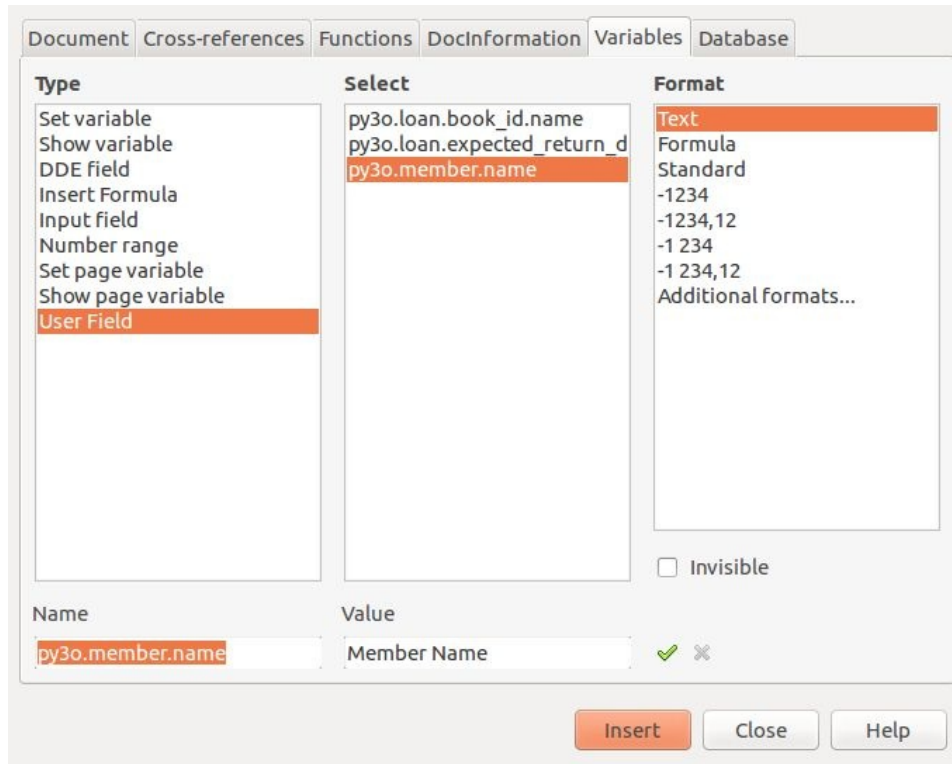 Document Cross-references Functions DocInformation Variables Database
Type
Set variable
Show variable
DDE field
Insert Formula
Input field
Number range
Set page variable
Show page variable
User Field
Select
py3o.loan.book_id.name
py3o.loan.expected_return_d
py3o.member.name
Format
Text
Formula
Standard
-1234
-1234,12
-1 234
-1 234,12
Additional formats...
Invisible
Name
py3o.member.name
Value
Member Name
Insert Close Help